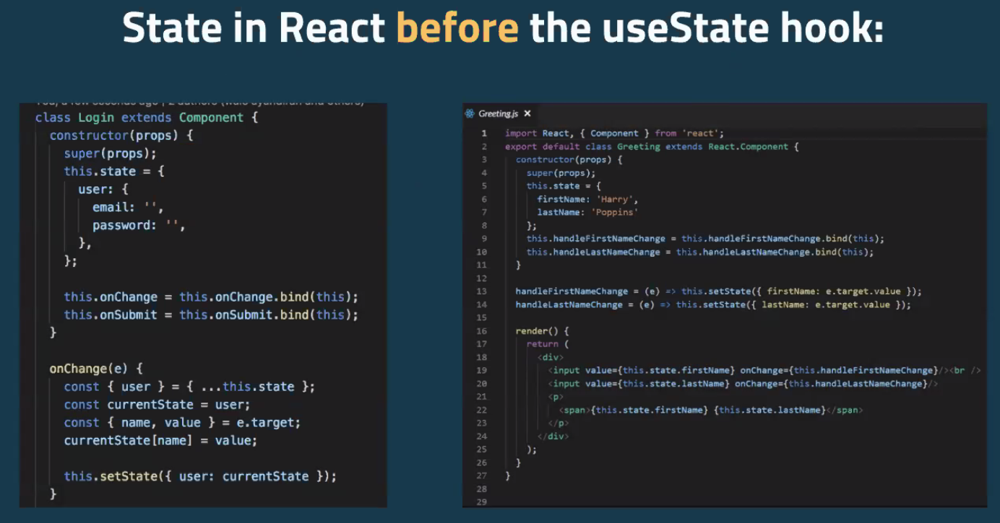 State in React before the useState hook:
class Login extends Component {
constructor(props) {
super(props);
this.state = {
user: {
email: '',
password: '',
},
};
this.onChange = this.onChange.bind(this);
this.onSubmit = this.onSubmit.bind(this);
}
onChange(e) {
const { user } = { ...this.state };
const currentState = user;
const { name, value } = e.target;
currentState[name] = value;
this.setState({ user: currentState });
}
Greeting.js ×
1 import React, { Component } from 'react';
2 export default class Greeting extends React.Component {
3 constructor(props) {
4 super(props);
5 this.state = {
6 firstName: 'Harry',
7 lastName: 'Poppins'
8 };
9 this.handleFirstNameChange = this.handleFirstNameChange.bind(this);
10 this.handleLastNameChange = this.handleLastNameChange.bind(this);
11 }
12
13 handleFirstNameChange = (e) => this.setState({ firstName: e.target.value });
14 handleLastNameChange = (e) => this.setState({ lastName: e.target.value });
15
16 render() {
17 return (
18 <div>
19 <input value={this.state.firstName} onChange={this.handleFirstNameChange}/><br />
20 <input value={this.state.lastName} onChange={this.handleLastNameChange}/>
21 <p>
22 <span>{this.state.firstName} {this.state.lastName}</span>
23 </p>
24 </div>
25 );
26 }
27 }
28
29